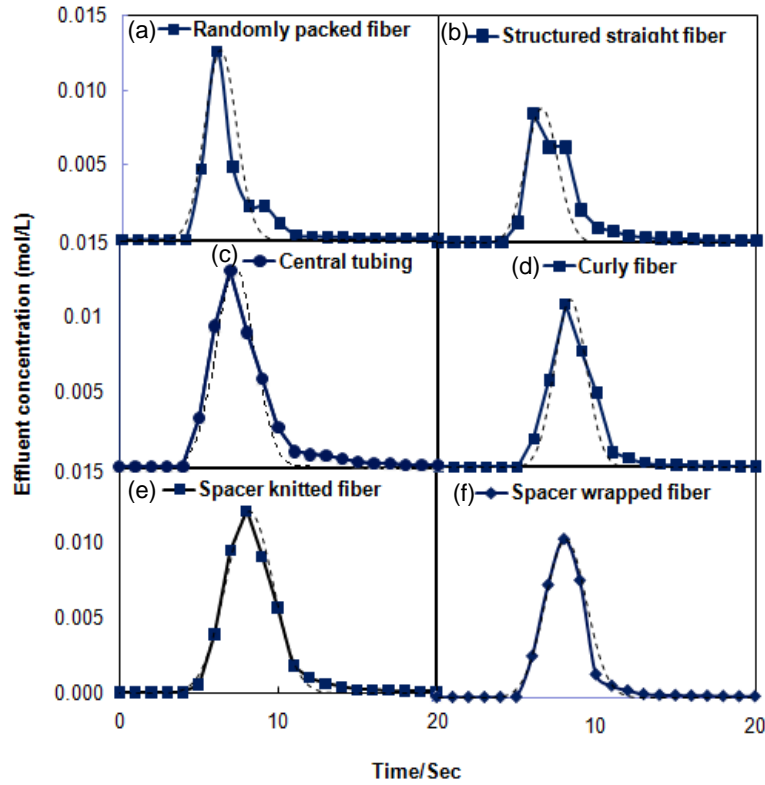 0.015
(a) Randomly packed fiber
(b) Structured straight fiber
0.010
0.005
0.015
(c) Central tubing
(d) Curly fiber
0.01
0.005
0.015
(e) Spacer knitted fiber
(f) Spacer wrapped fiber
0.010
0.005
0.000
0
10
20
10
20
Effluent concentration (mol/L)
Time/Sec